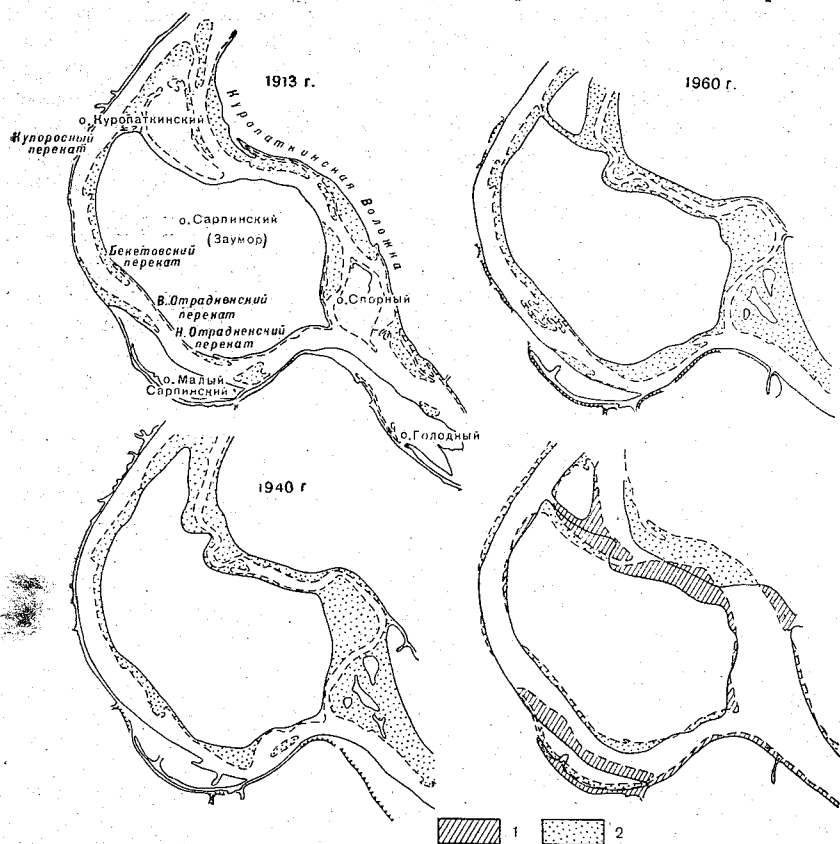 1913 г.
1960 г.
о. Куропаткинский
Куропаткинская Воложка
Купоросный
перекат
о. Сарпинский
(Заумор)
Бекетовский
перекат
В. Отрадненский
перекат
о. Спорный
Н. Отрадненский
перекат
о. Малый
Сарпинский
о. Голодный
1940 г
1
2